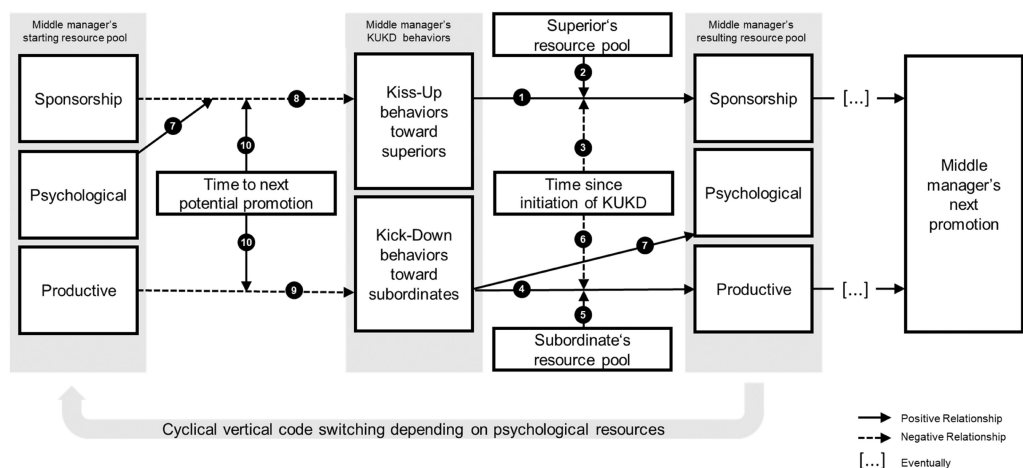 Middle manager's
starting resource pool
Sponsorship
Psychological
Productive
7
8
10
Time to next
potential promotion
10
9
Middle manager's
KUKD behaviors
Kiss-Up
behaviors
toward
superiors
Kick-Down
behaviors
toward
subordinates
Superior's
resource pool
2
1
3
Time since
initiation of KUKD
6
7
4
5
Subordinate's
resource pool
Middle manager's
resulting resource pool
Sponsorship
Psychological
Productive
[...]
[...]
Middle
manager's
next
promotion
Cyclical vertical code switching depending on psychological resources
Positive Relationship
Negative Relationship
[...] Eventually